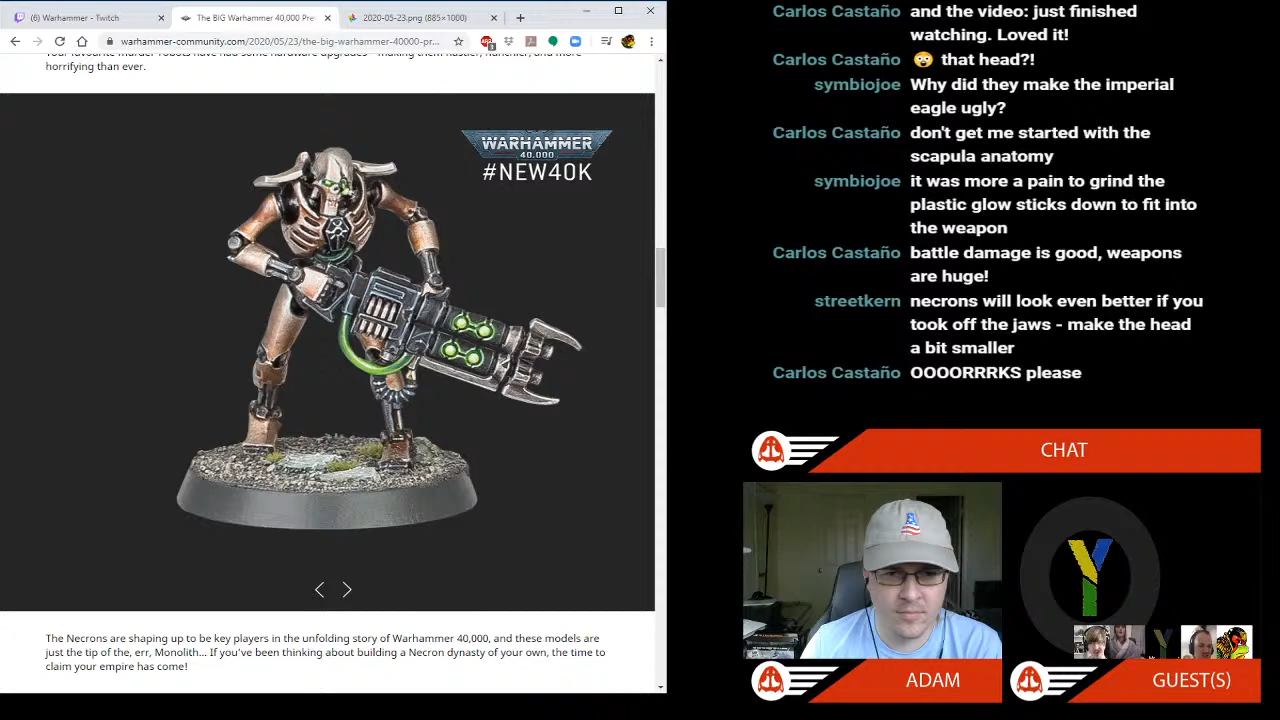 (6) Warhammer - Twitch
The BIG Warhammer 40,000 Pre
2020-05-23.png (885×1000)
warhammer-community.com/2020/05/23/the-big-warhammer-40000-pr...
horrifying than ever.
WARHAMMER
40,000
#NEW40K
The Necrons are shaping up to be key players in the unfolding story of Warhammer 40,000, and these models are
just the tip of the, err, Monolith... If you've been thinking about building a Necron dynasty of your own, the time to
claim your empire has come!
Carlos Castaño and the video: just finished
watching. Loved it!
Carlos Castaño 😳 that head?!
symbiojoe Why did they make the imperial
eagle ugly?
Carlos Castaño don't get me started with the
scapula anatomy
symbiojoe it was more a pain to grind the
plastic glow sticks down to fit into
the weapon
Carlos Castaño battle damage is good, weapons
are huge!
streetkern necrons will look even better if you
took off the jaws - make the head
a bit smaller
Carlos Castaño OOOORRRKS please
CHAT
Y
ADAM
GUEST(S)